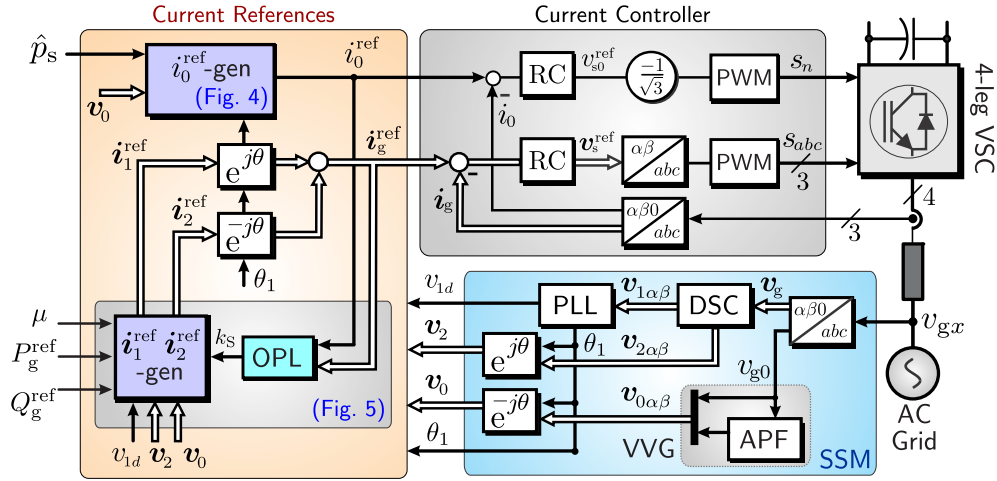 Current References
Current Controller
p̂s
i0ref-gen
(Fig. 4)
v0
i0ref
i1ref
e^jθ
igref
i2ref
e^-jθ
θ1
μ
Pgref
Qgref
i1ref i2ref
-gen
kS
OPL
(Fig. 5)
v1d v2 v0
RC
vs0ref
-1/√3
PWM
sn
-
i0
RC
vsref
αβ/abc
PWM
sabc
3
-
ig
αβ0/abc
3
4-leg VSC
4
vgx
AC
Grid
v1d
PLL
v1αβ
DSC
vg
αβ0/abc
v2
e^jθ
θ1
v2αβ
vg0
v0
e^-jθ
v0αβ
θ1
VVG
APF
SSM